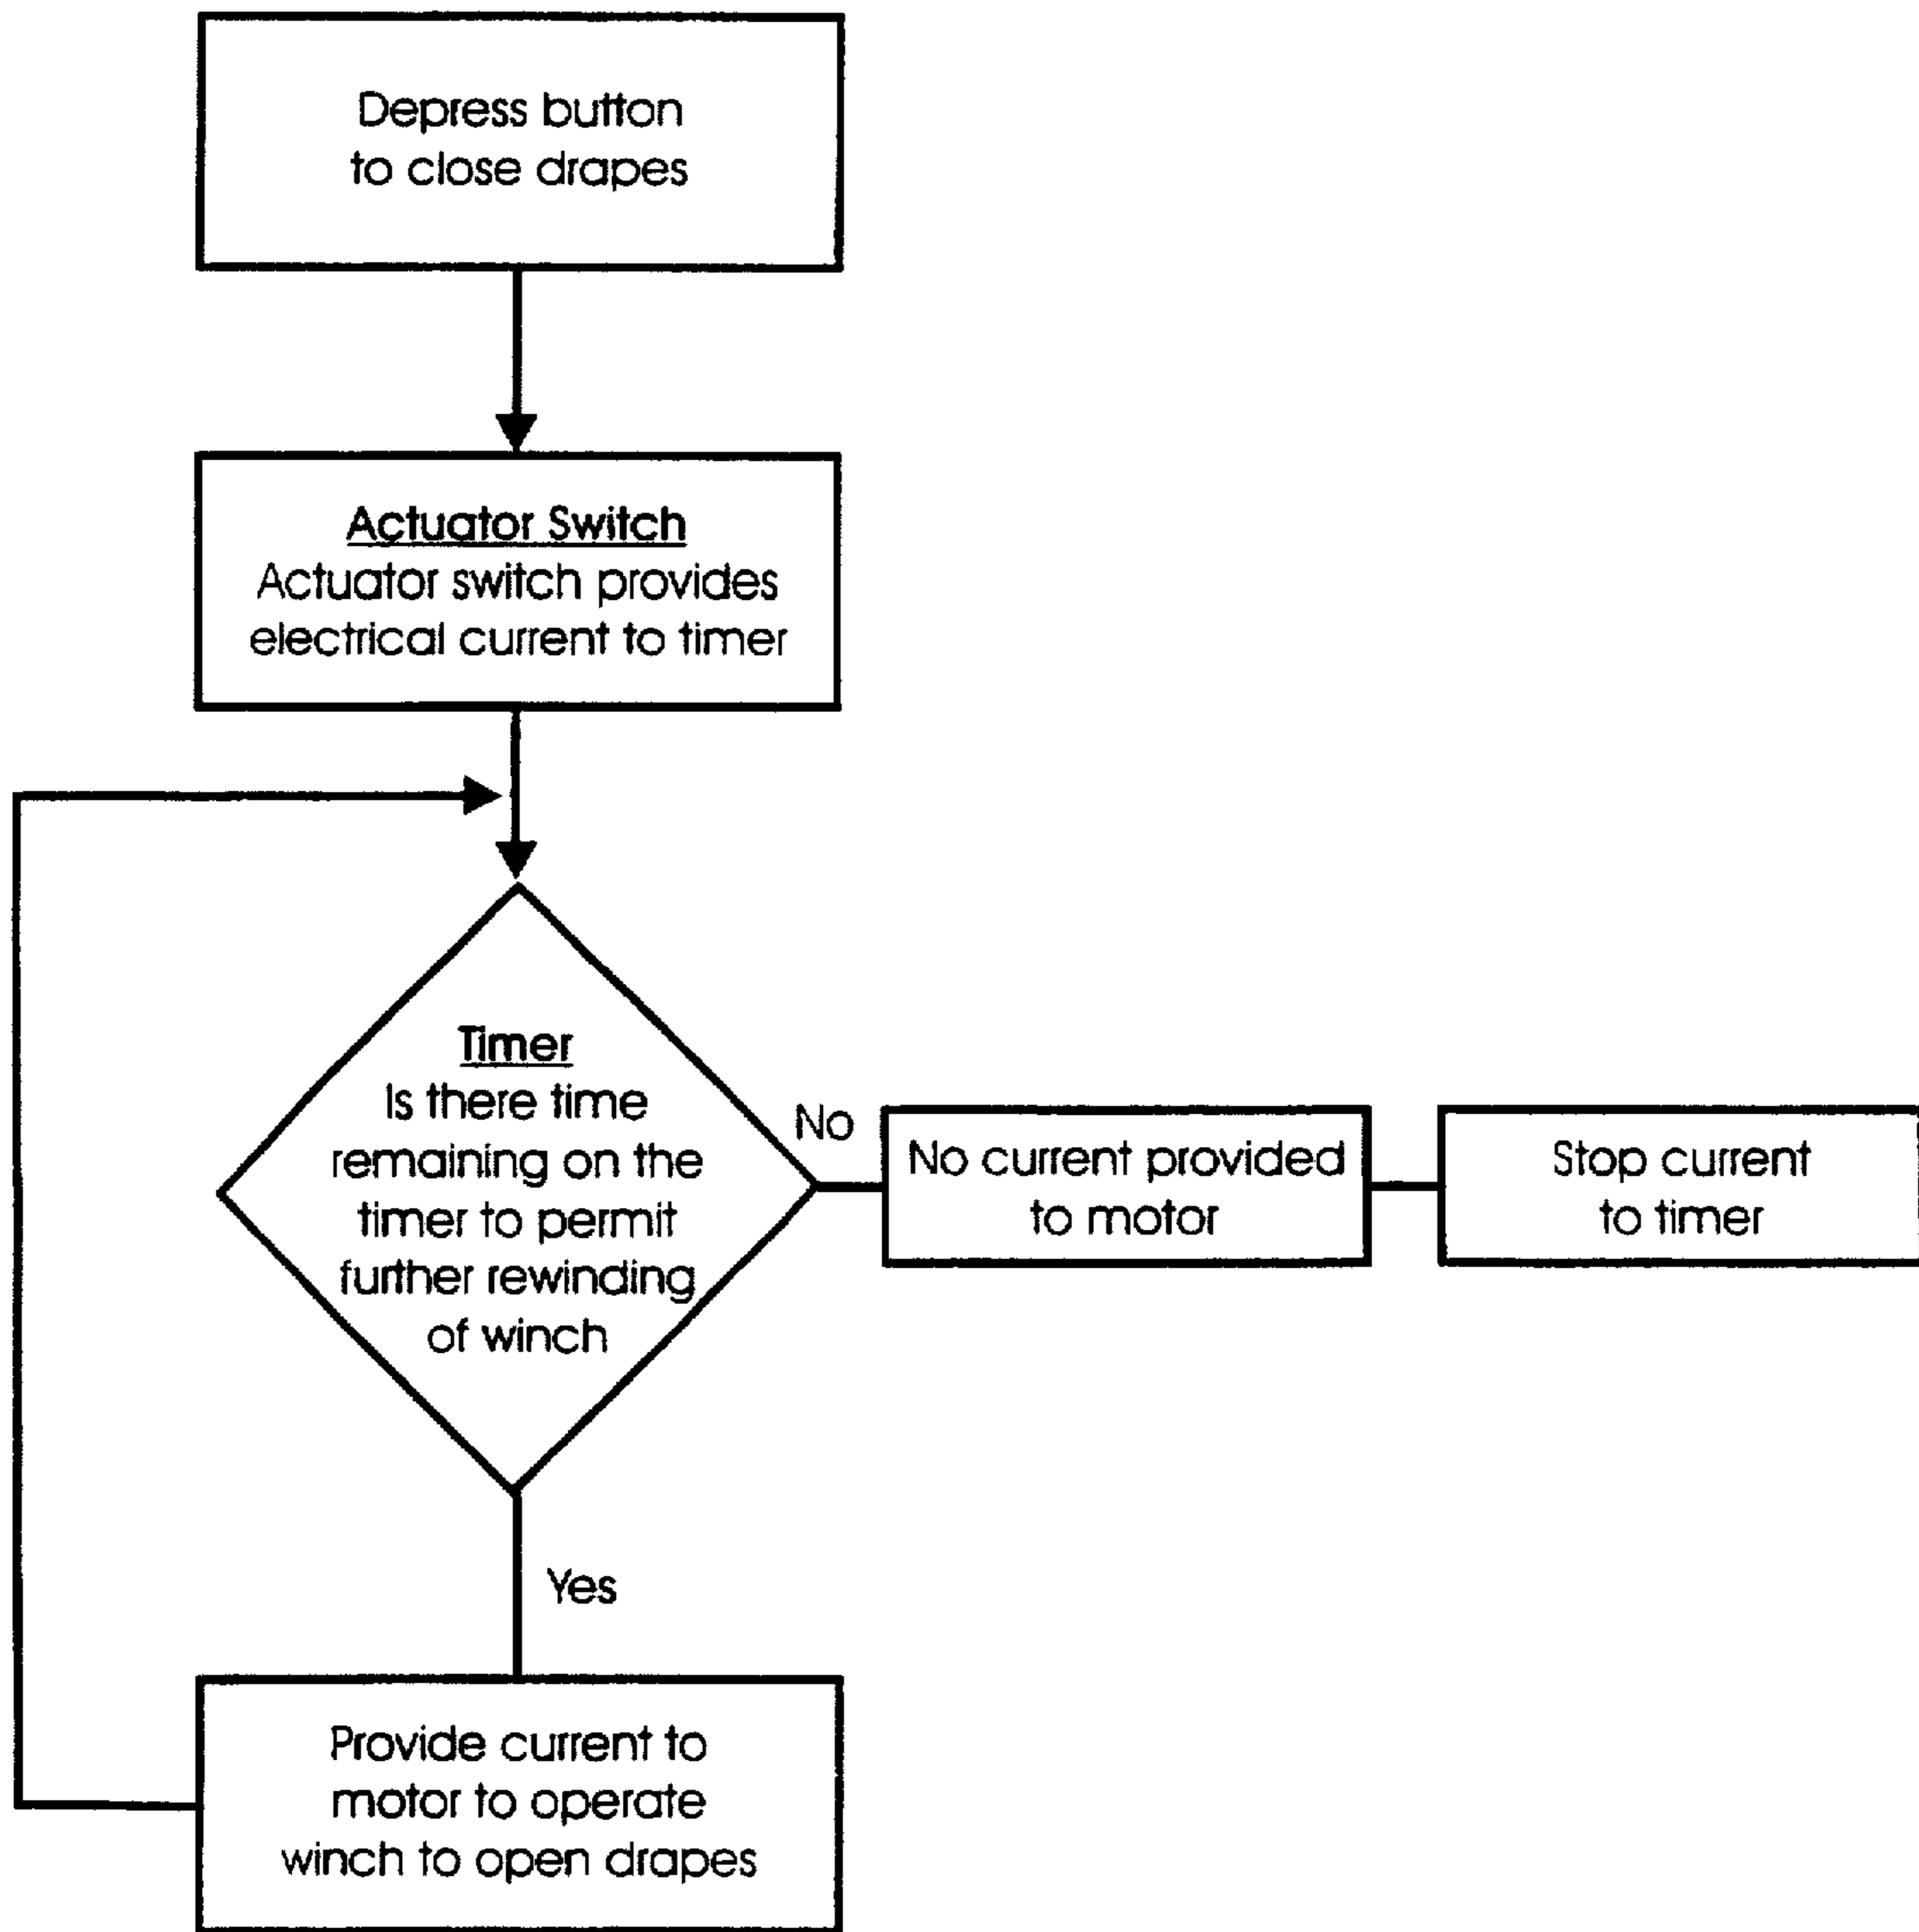 Depress button
to close drapes
Actuator Switch
Actuator switch provides
electrical current to timer
Timer
Is there time
remaining on the
timer to permit
further rewinding
of winch
No
No current provided
to motor
Stop current
to timer
Yes
Provide current to
motor to operate
winch to open drapes